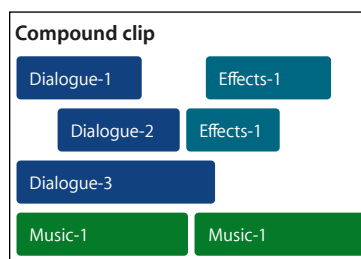 Compound clip
Dialogue-1 Effects-1
Dialogue-2 Effects-1
Dialogue-3
Music-1 Music-1